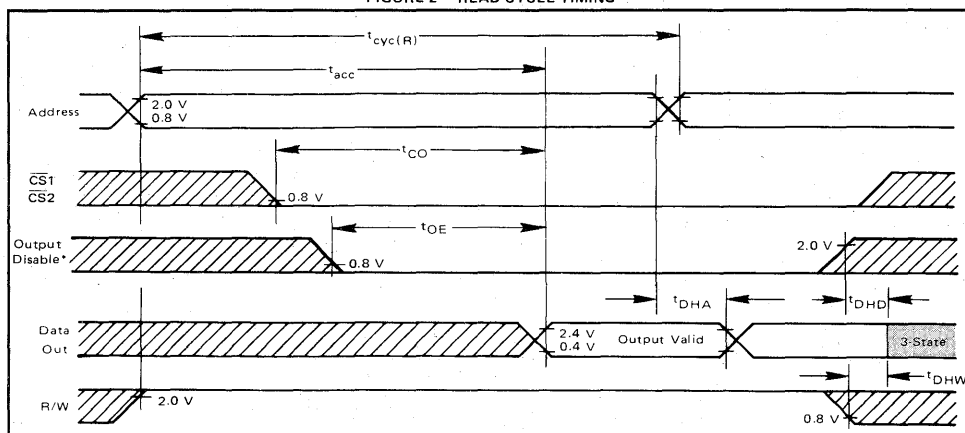 FIGURE 2 – READ CYCLE TIMING
tcyc(R)
tacc
Address
2.0 V
0.8 V
tCO
CS1
CS2
0.8 V
tOE
Output
Disable*
0.8 V
2.0 V
tDHA
tDHD
Data
Out
2.4 V
0.4 V
Output Valid
3-State
tDHW
R/W
2.0 V
0.8 V